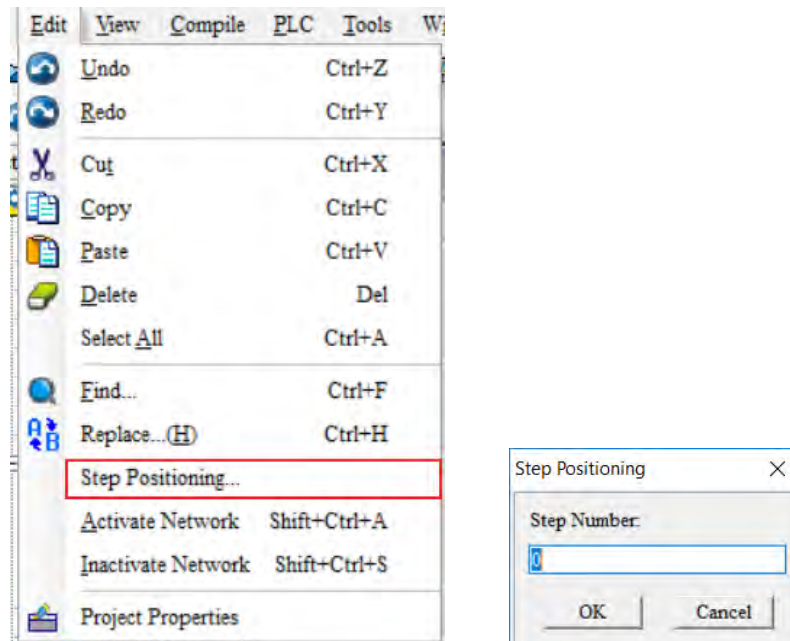 Edit View Compile PLC Tools
Undo Ctrl+Z
Redo Ctrl+Y
Cut Ctrl+X
Copy Ctrl+C
Paste Ctrl+V
Delete Del
Select All Ctrl+A
Find... Ctrl+F
Replace...(H) Ctrl+H
Step Positioning...
Activate Network Shift+Ctrl+A
Inactivate Network Shift+Ctrl+S
Project Properties
Step Positioning
Step Number:
0
OK Cancel